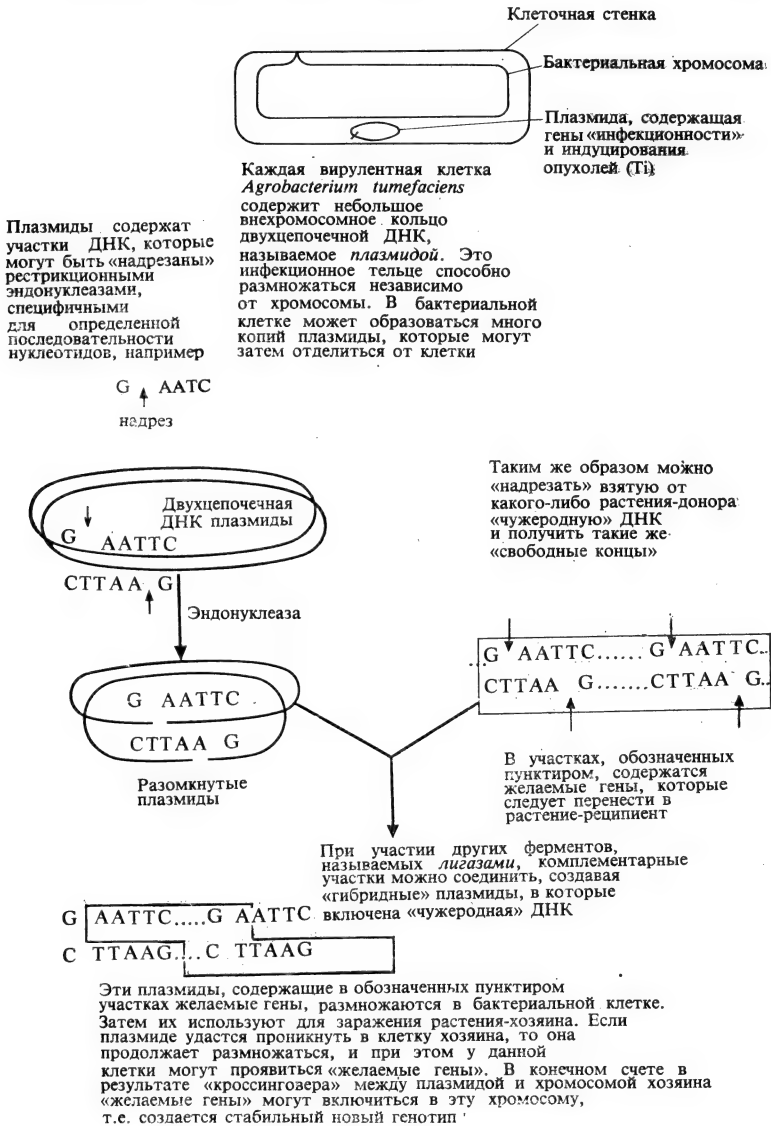 Клеточная стенка
Бактериальная хромосома
Плазмида, содержащая
гены «инфекционности»
и индуцирования
опухолей (Ti)
Каждая вирулентная клетка
Agrobacterium tumefaciens
содержит небольшое
внехромосомное кольцо
двухцепочечной ДНК,
называемое плазмидой. Это
инфекционное тельце способно
размножаться независимо
от хромосомы. В бактериальной
клетке может образоваться много
копий плазмиды, которые могут
затем отделиться от клетки
Плазмиды содержат
участки ДНК, которые
могут быть «надрезаны»
рестрикционными
эндонуклеазами,
специфичными
для определенной
последовательности
нуклеотидов, например
G AATC
надрез
Двухцепочечная
ДНК плазмиды
G AATTC
CTTAA G
Эндонуклеаза
Таким же образом можно
«надрезать» взятую от
какого-либо растения-донора
«чужеродную» ДНК
и получить такие же
«свободные концы»
G AATTC
CTTAA G
Разомкнутые
плазмиды
...G AATTC...... G AATTC..
CTTAA G.......CTTAA G..
В участках, обозначенных
пунктиром, содержатся
желаемые гены, которые
следует перенести в
растение-реципиент
При участии других ферментов,
называемых лигазами, комплементарные
участки можно соединить, создавая
«гибридные» плазмиды, в которые
включена «чужеродная» ДНК
G AATTC.....G AATTC
C TTAAG....C TTAAG
Эти плазмиды, содержащие в обозначенных пунктиром
участках желаемые гены, размножаются в бактериальной клетке.
Затем их используют для заражения растения-хозяина. Если
плазмиде удастся проникнуть в клетку хозяина, то она
продолжает размножаться, и при этом у данной
клетки могут проявиться «желаемые гены». В конечном счете в
результате «кроссинговера» между плазмидой и хромосомой хозяина
«желаемые гены» могут включиться в эту хромосому,
т.е. создается стабильный новый генотип